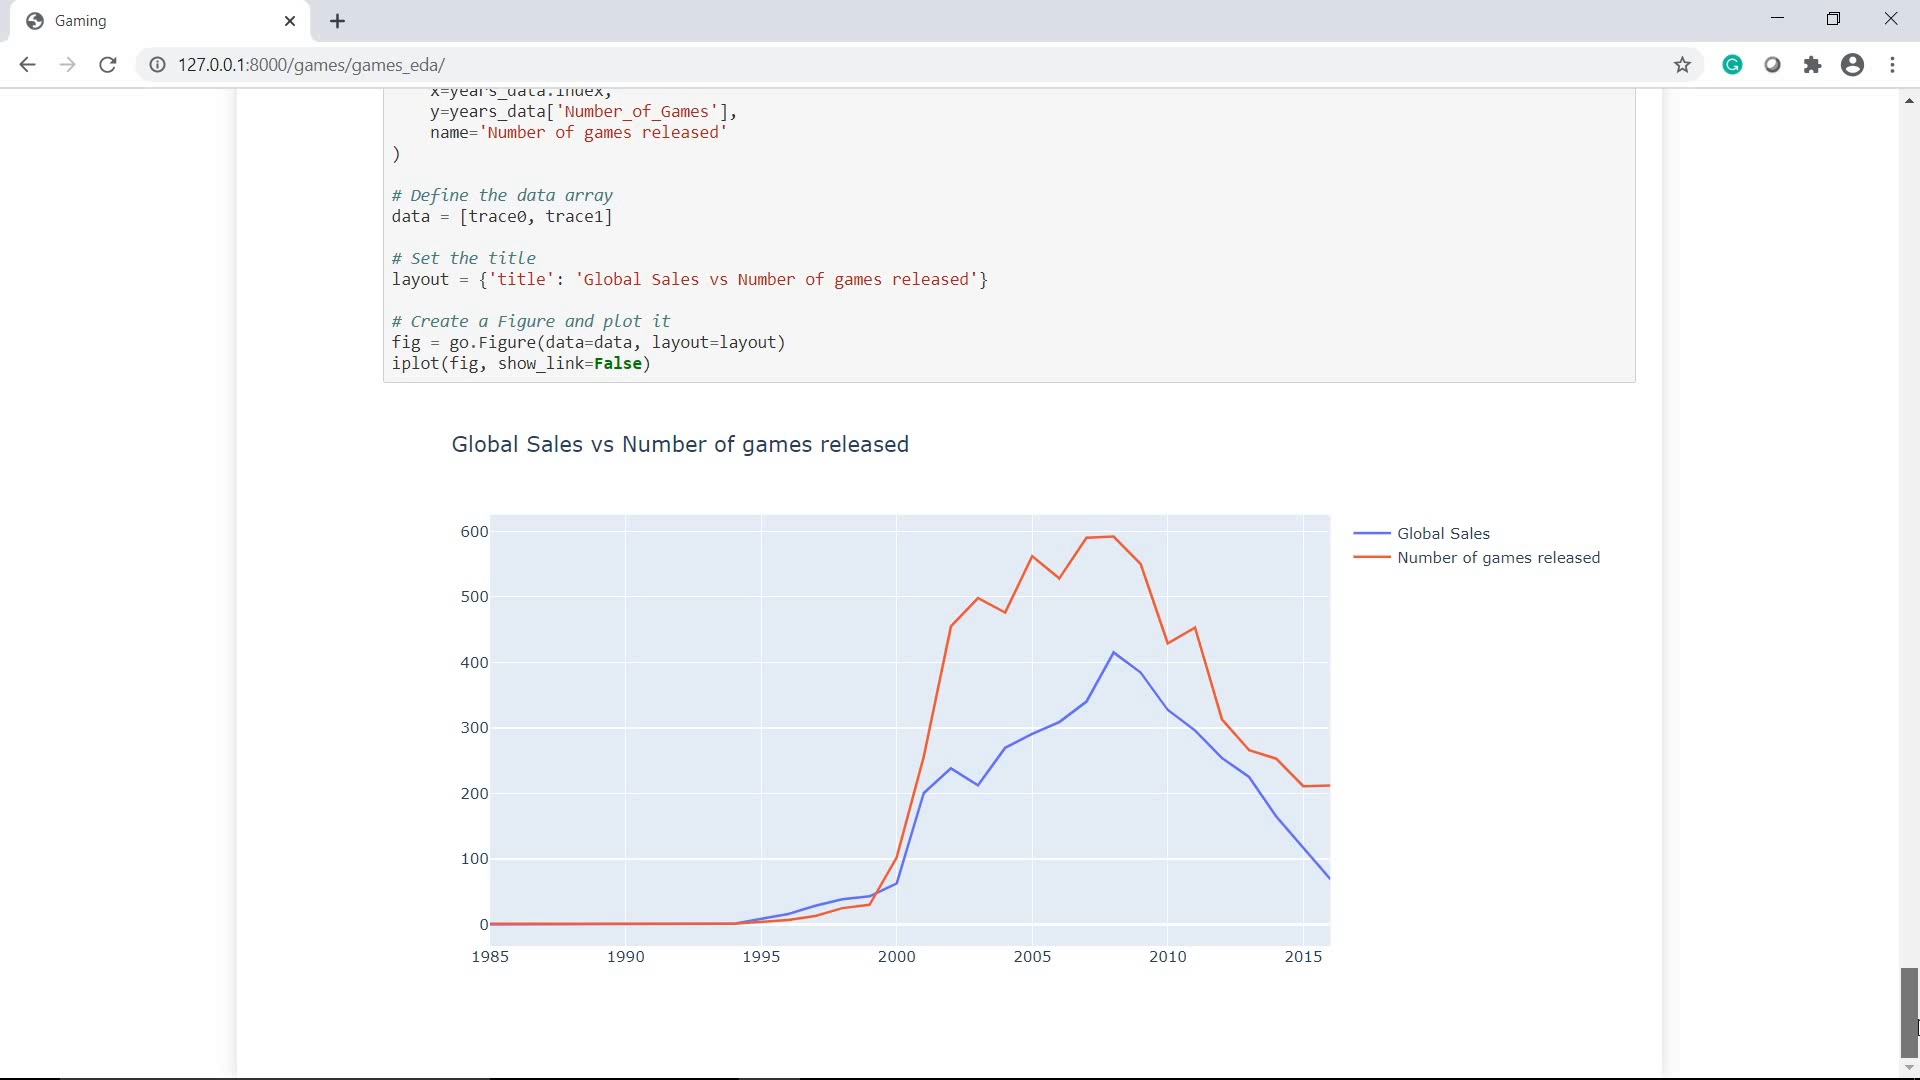 Gaming
127.0.0.1:8000/games/games_eda/
x=years_data.index,
y=years_data['Number_of_Games'],
name='Number of games released'
)
# Define the data array
data = [trace0, trace1]
# Set the title
layout = {'title': 'Global Sales vs Number of games released'}
# Create a Figure and plot it
fig = go.Figure(data=data, layout=layout)
iplot(fig, show_link=False)
Global Sales vs Number of games released
600
500
400
300
200
100
0
1985 1990 1995 2000 2005 2010 2015
Global Sales
Number of games released